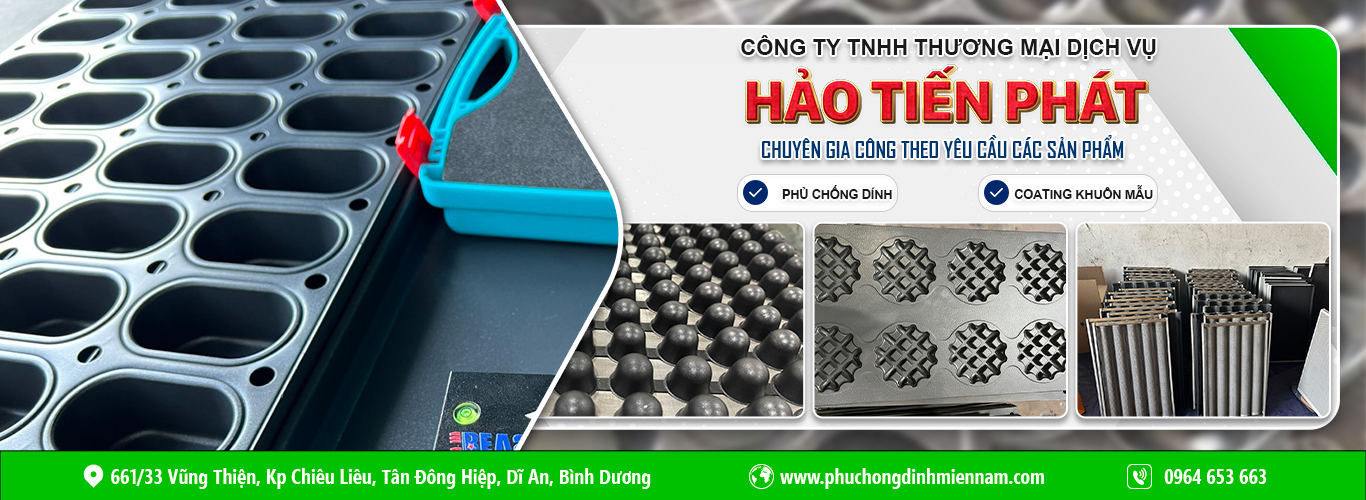 CÔNG TY TNHH THƯƠNG MẠI DỊCH VỤ
HẢO TIẾN PHÁT
CHUYÊN GIA CÔNG THEO YÊU CẦU CÁC SẢN PHẨM
PHỦ CHỐNG DÍNH
COATING KHUÔN MẪU
661/33 Vũng Thiện, Kp Chiêu Liêu, Tân Đông Hiệp, Dĩ An, Bình Dương
www.phuchongdinhmiennam.com
0964 653 663